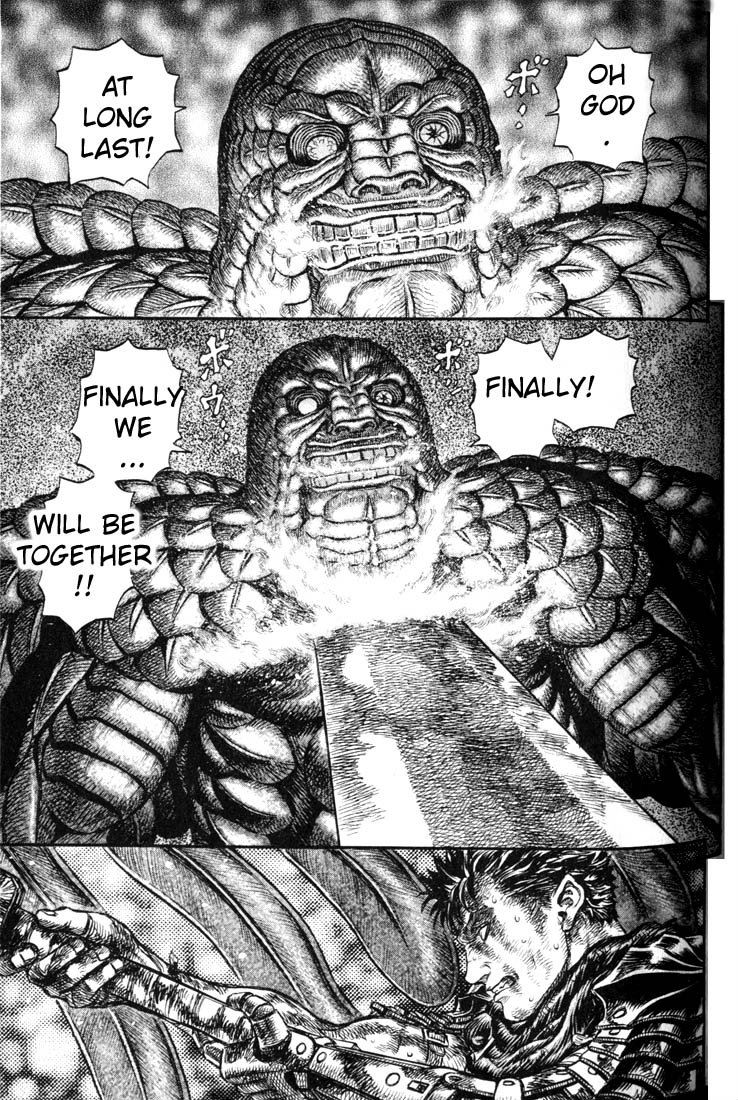 OH
GOD
.
ボ
AT
LONG
LAST!
FINALLY!
ボ
ボウ
FINALLY
WE
...
WILL BE
TOGETHER
!!